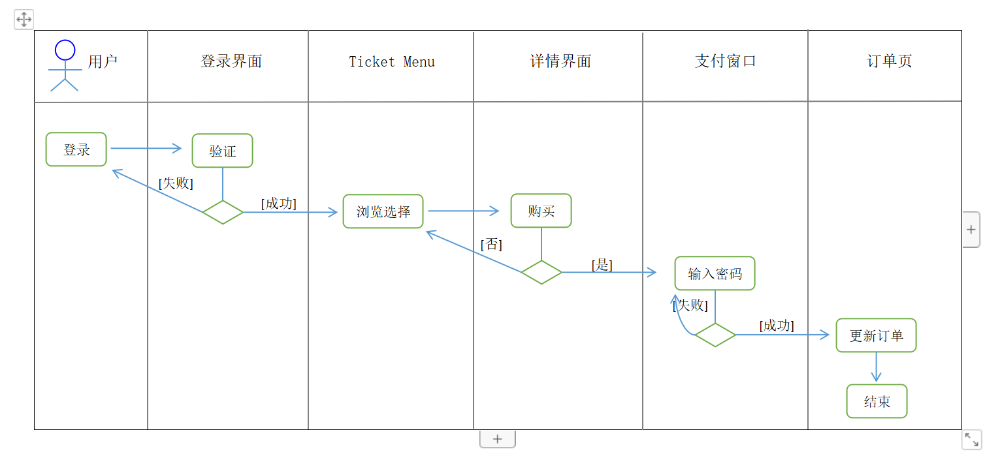 用户
登录界面
Ticket Menu
详情界面
支付窗口
订单页
登录
验证
[失败]
[成功]
浏览选择
购买
[否]
[是]
输入密码
[失败]
[成功]
更新订单
结束